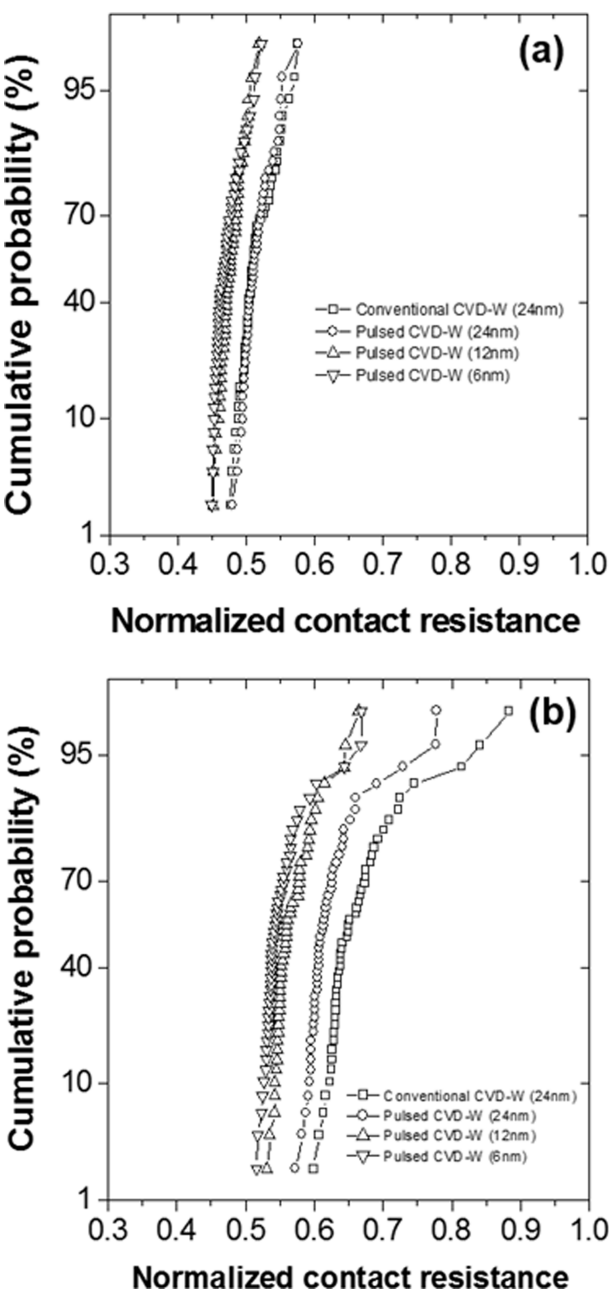 (a)
Cumulative probability (%)
95
70
40
10
1
Conventional CVD-W (24nm)
Pulsed CVD-W (24nm)
Pulsed CVD-W (12nm)
Pulsed CVD-W (6nm)
0.3 0.4 0.5 0.6 0.7 0.8 0.9 1.0
Normalized contact resistance
(b)
Cumulative probability (%)
95
70
40
10
1
Conventional CVD-W (24nm)
Pulsed CVD-W (24nm)
Pulsed CVD-W (12nm)
Pulsed CVD-W (6nm)
0.3 0.4 0.5 0.6 0.7 0.8 0.9 1.0
Normalized contact resistance